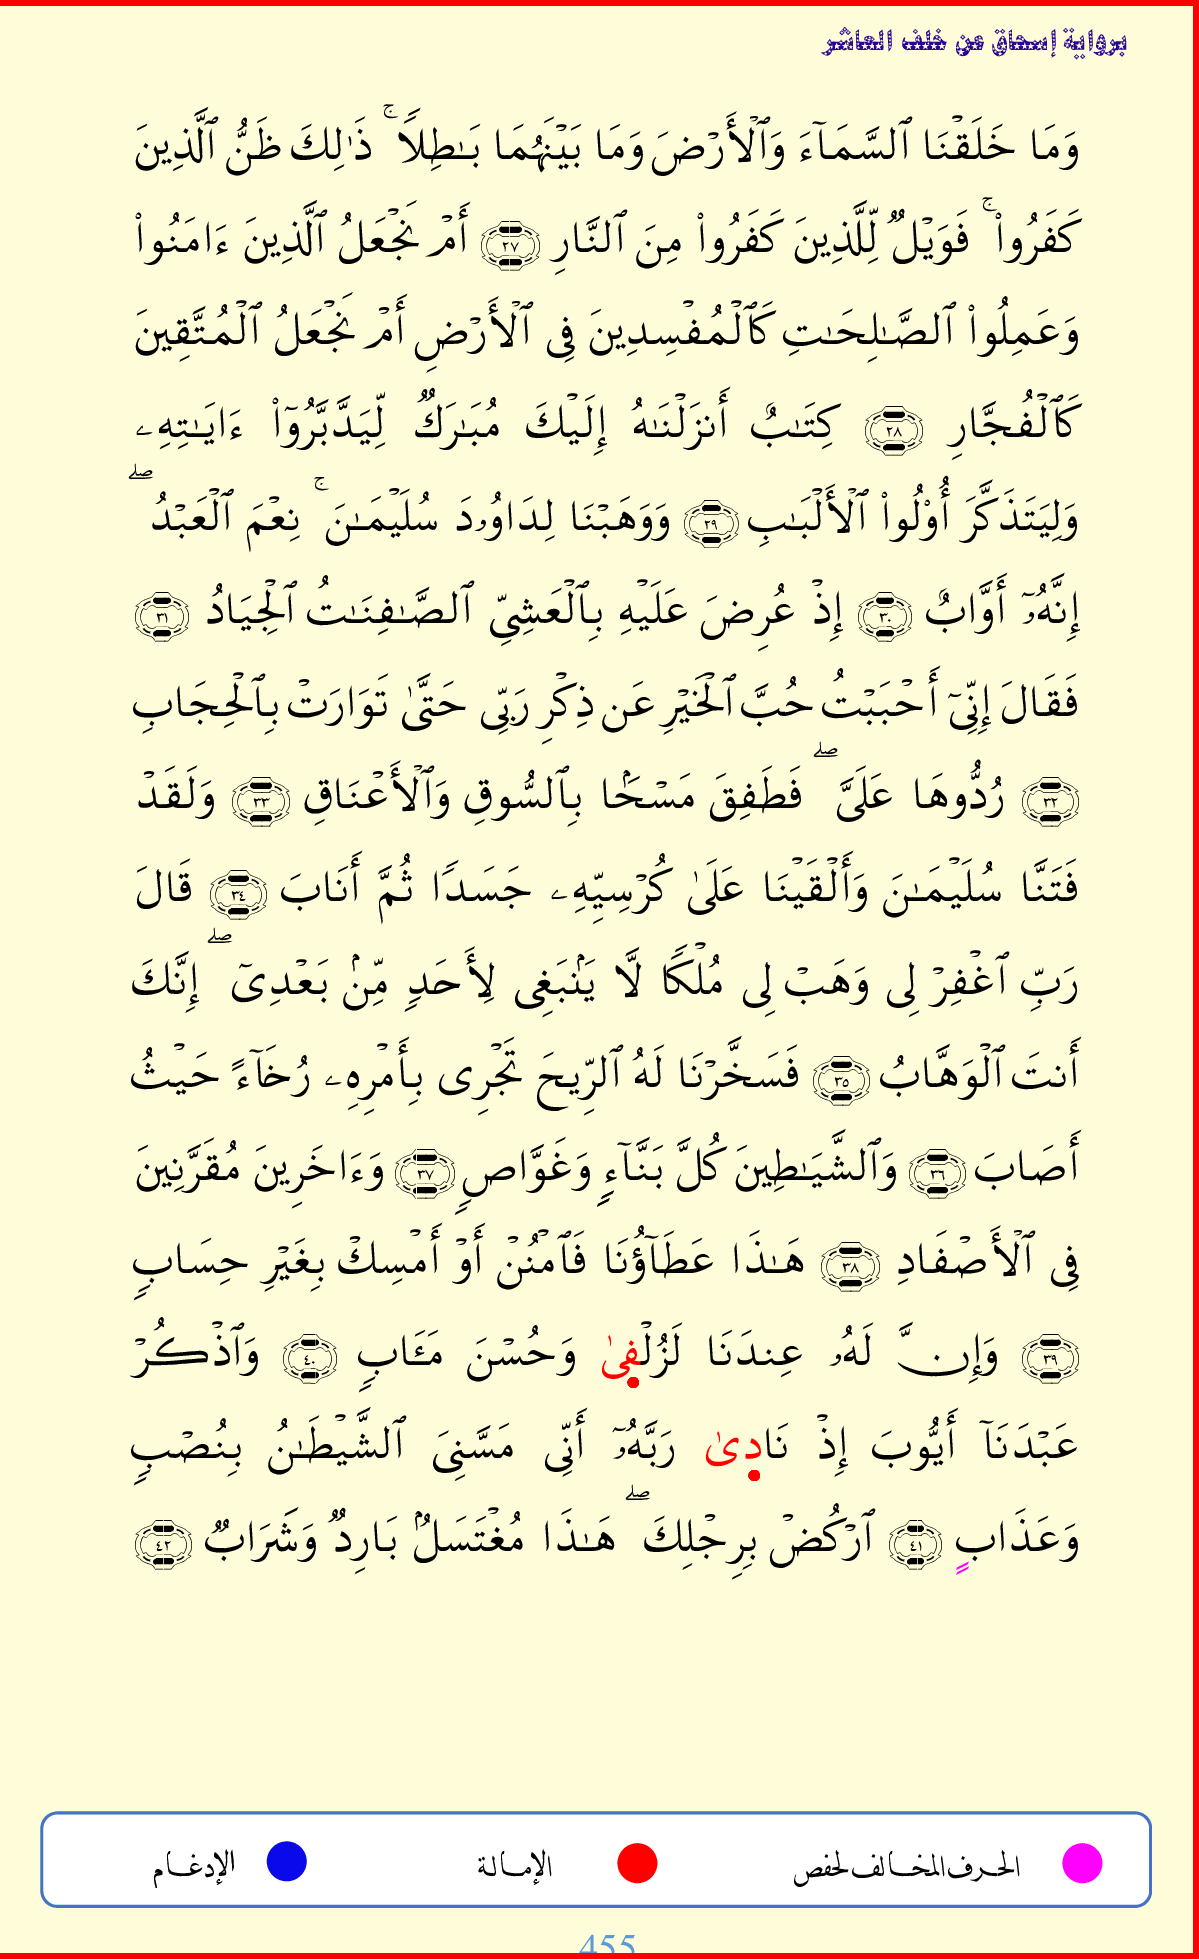 برواية إسحاق عن خلف العاشر
وَمَا خَلَقْنَا ٱلسَّمَآءَ وَٱلْأَرْضَ وَمَا بَيْنَهُمَا بَـٰطِلًا ۚ ذَٰلِكَ ظَنُّ ٱلَّذِينَ
كَفَرُوا۟ ۚ فَوَيْلٌ لِّلَّذِينَ كَفَرُوا۟ مِنَ ٱلنَّارِ ٢٧ أَمْ نَجْعَلُ ٱلَّذِينَ ءَامَنُوا۟
وَعَمِلُوا۟ ٱلصَّـٰلِحَـٰتِ كَٱلْمُفْسِدِينَ فِى ٱلْأَرْضِ أَمْ نَجْعَلُ ٱلْمُتَّقِينَ
كَٱلْفُجَّارِ ٢٨ كِتَـٰبٌ أَنزَلْنَـٰهُ إِلَيْكَ مُبَـٰرَكٌ لِّيَدَّبَّرُوٓا۟ ءَايَـٰتِهِۦ
وَلِيَتَذَكَّرَ أُو۟لُوا۟ ٱلْأَلْبَـٰبِ ٢٩ وَوَهَبْنَا لِدَاوُۥدَ سُلَيْمَـٰنَ ۚ نِعْمَ ٱلْعَبْدُ ۖ
إِنَّهُۥٓ أَوَّابٌ ٣٠ إِذْ عُرِضَ عَلَيْهِ بِٱلْعَشِىِّ ٱلصَّـٰفِنَـٰتُ ٱلْجِيَادُ ٣١
فَقَالَ إِنِّىٓ أَحْبَبْتُ حُبَّ ٱلْخَيْرِ عَن ذِكْرِ رَبِّى حَتَّىٰ تَوَارَتْ بِٱلْحِجَابِ
٣٢ رُدُّوهَا عَلَىَّ ۖ فَطَفِقَ مَسْحًۢا بِٱلسُّوقِ وَٱلْأَعْنَاقِ ٣٣ وَلَقَدْ
فَتَنَّا سُلَيْمَـٰنَ وَأَلْقَيْنَا عَلَىٰ كُرْسِيِّهِۦ جَسَدًا ثُمَّ أَنَابَ ٣٤ قَالَ
رَبِّ ٱغْفِرْ لِى وَهَبْ لِى مُلْكًا لَّا يَنۢبَغِى لِأَحَدٍ مِّنۢ بَعْدِىٓ ۖ إِنَّكَ
أَنتَ ٱلْوَهَّابُ ٣٥ فَسَخَّرْنَا لَهُ ٱلرِّيحَ تَجْرِى بِأَمْرِهِۦ رُخَآءً حَيْثُ
أَصَابَ ٣٦ وَٱلشَّيَـٰطِينَ كُلَّ بَنَّآءٍ وَغَوَّاصٍ ٣٧ وَءَاخَرِينَ مُقَرَّنِينَ
فِى ٱلْأَصْفَادِ ٣٨ هَـٰذَا عَطَآؤُنَا فَٱمْنُنْ أَوْ أَمْسِكْ بِغَيْرِ حِسَابٍ
٣٩ وَإِنَّ لَهُۥ عِندَنَا لَزُلْفِىٰ وَحُسْنَ مَـَٔابٍ ٤٠ وَٱذْكُرْ
عَبْدَنَآ أَيُّوبَ إِذْ نَادِىٰ رَبَّهُۥٓ أَنِّى مَسَّنِىَ ٱلشَّيْطَـٰنُ بِنُصْبٍ
وَعَذَابٍ ٤١ ٱرْكُضْ بِرِجْلِكَ ۖ هَـٰذَا مُغْتَسَلٌۢ بَارِدٌ وَشَرَابٌ ٤٢
الحرف المخالف لحفص الإمالة الإدغام
455